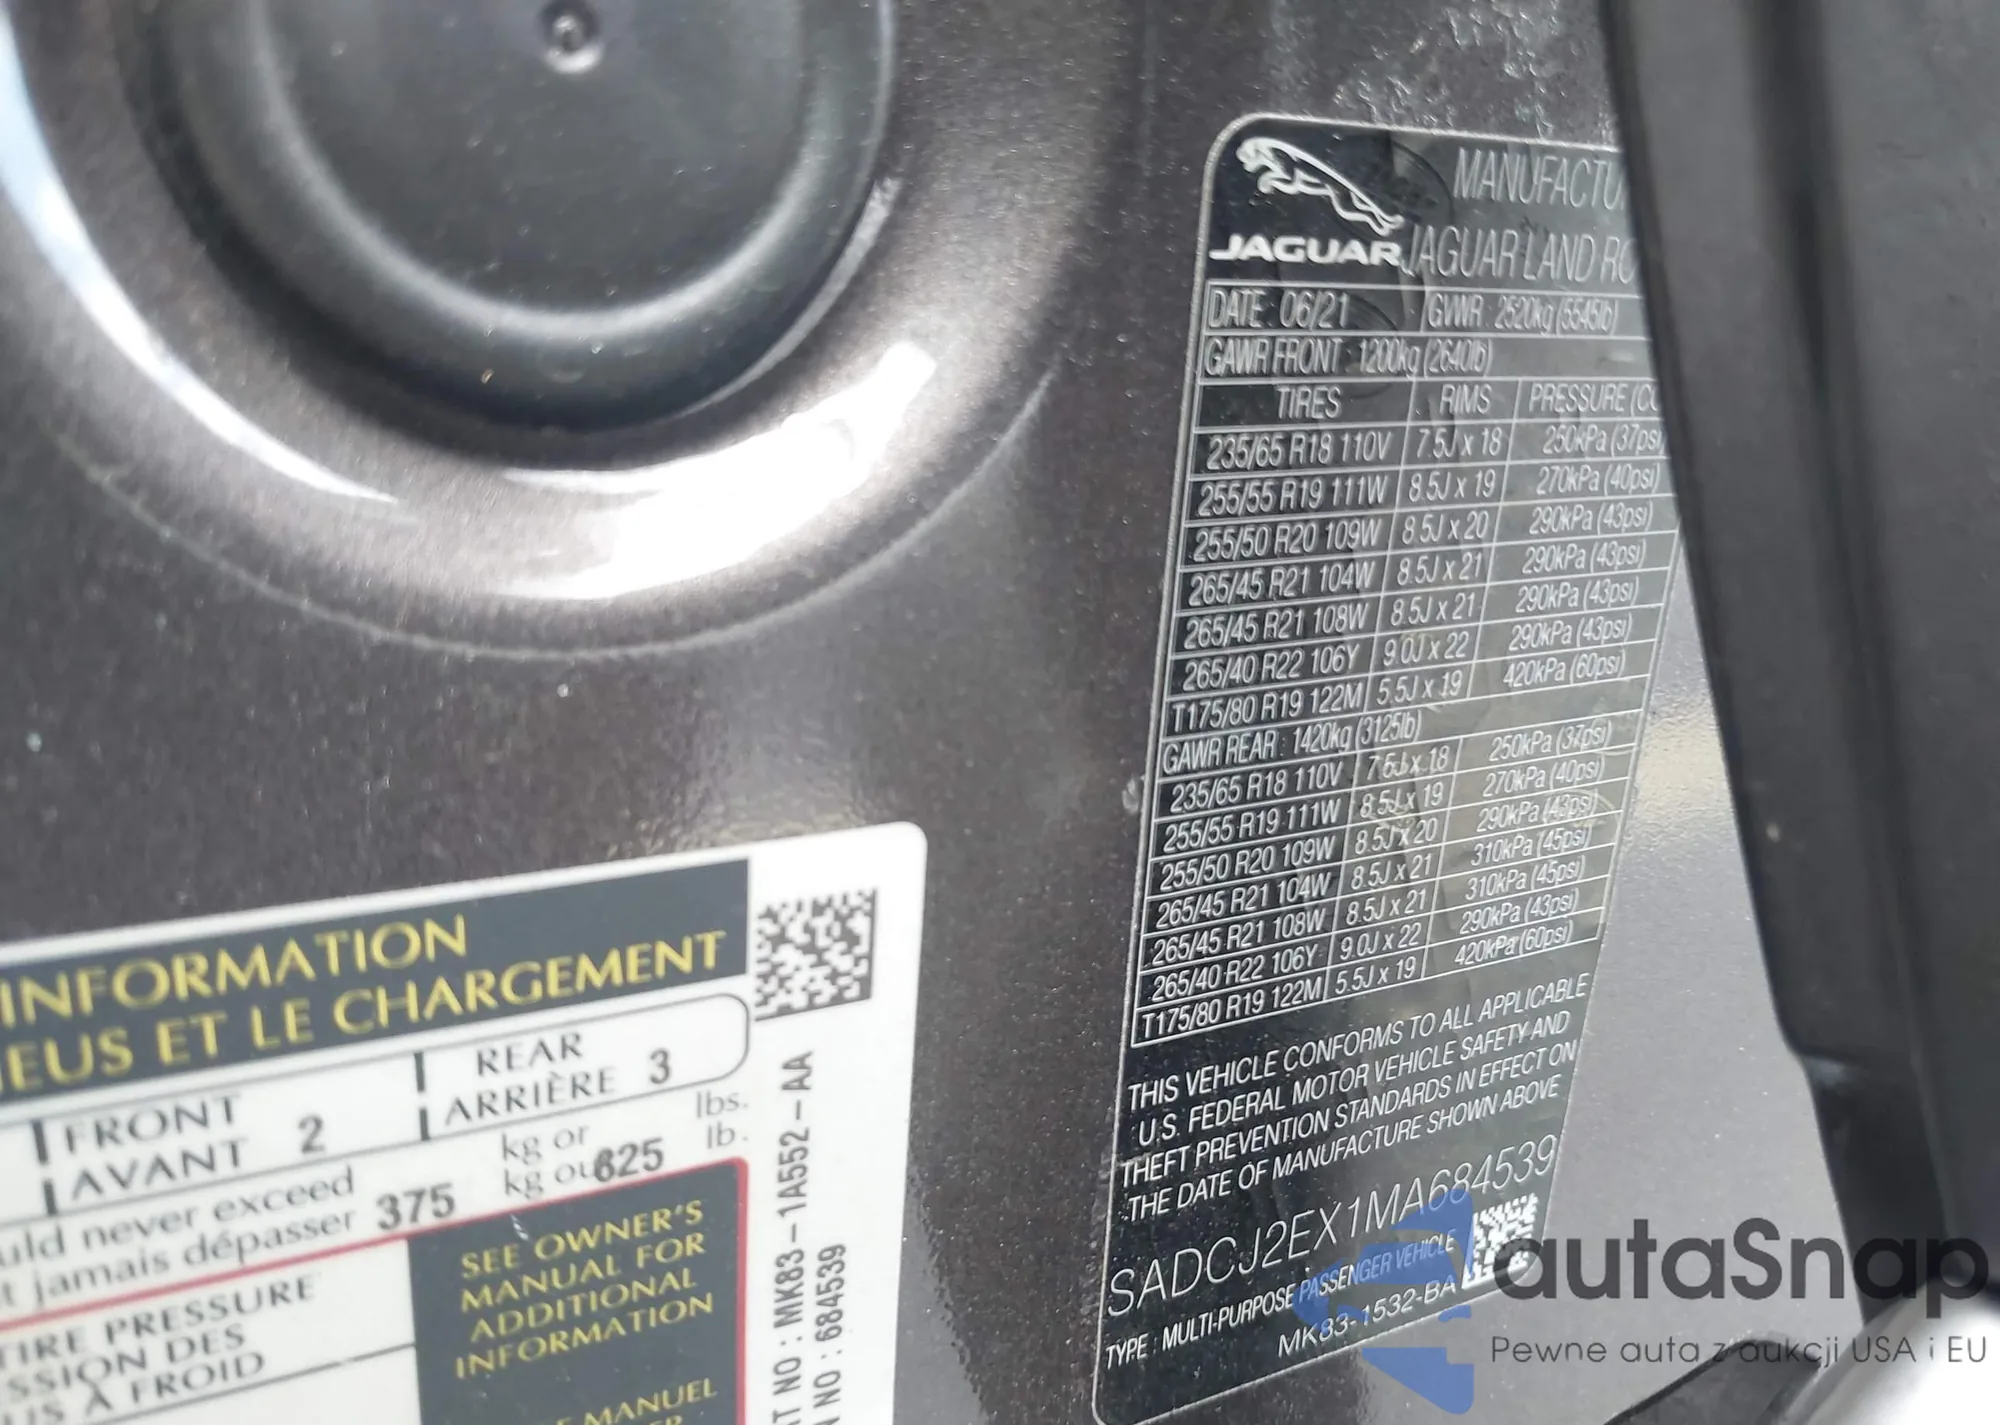 JAGUAR
JAGUAR LAND
DATE : 06/21 GVWR : 2520kg (5545lb)
GAWR FRONT : 1200kg (2640lb)
TIRES RIMS PRESSURE
235/65 R18 110V 7.5J x 18 250kPa (37psi)
255/55 R19 111W 8.5J x 19 270kPa (40psi)
255/50 R20 109W 8.5J x 20 290kPa (43psi)
265/45 R21 104W 8.5J x 21 290kPa (43psi)
265/45 R21 108W 8.5J x 21 290kPa (43psi)
265/40 R22 106Y 9.0J x 22 290kPa (43psi)
T175/80 R19 122M 5.5J x 19 420kPa (60psi)
GAWR REAR : 1420kg (3125lb)
235/65 R18 110V 7.5J x 18 250kPa (37psi)
255/55 R19 111W 8.5J x 19 270kPa (40psi)
255/50 R20 109W 8.5J x 20 290kPa (43psi)
265/45 R21 104W 8.5J x 21 310kPa (45psi)
265/45 R21 108W 8.5J x 21 310kPa (45psi)
265/40 R22 106Y 9.0J x 22 290kPa (43psi)
T175/80 R19 122M 5.5J x 19 420kPa (60psi)
THIS VEHICLE CONFORMS TO ALL APPLICABLE
U.S. FEDERAL MOTOR VEHICLE SAFETY AND
THEFT PREVENTION STANDARDS IN EFFECT ON
THE DATE OF MANUFACTURE SHOWN ABOVE
SADCJ2EX1MA684539
TYPE : MULTI-PURPOSE PASSENGER VEHICLE
MK83-1532-BA
INFORMATION
ET LE CHARGEMENT
FRONT
AVANT 2
REAR
ARRIÈRE 3
never exceed
jamais dépasser 375
kg or
kg ou 825
lbs.
lb.
TIRE PRESSURE
DES
À FROID
SEE OWNER'S
MANUAL FOR
ADDITIONAL
INFORMATION
MANUEL
NO : MK83-1A552-AA
NO : 684539
autaSnap
Pewne auta z aukcji USA i EU